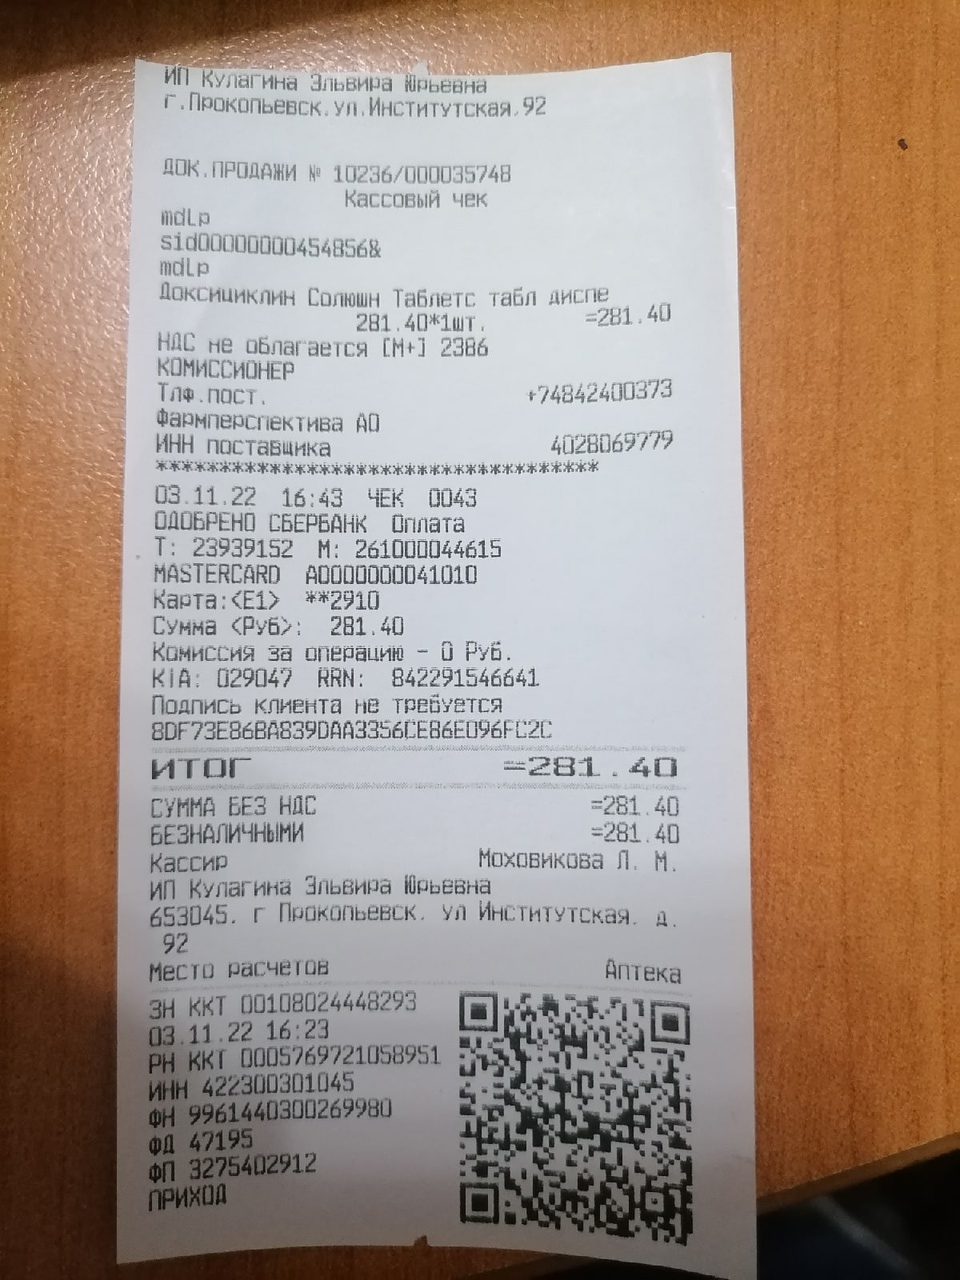 ИП Кулагина Эльвира Юрьевна
г.Прокопьевск.ул.Институтская.92
ДОК.ПРОДАЖИ № 10236/000035748
Кассовый чек
mdlp
sid00000000454856&
mdlp
Доксициклин Солюшн Таблетс табл диспе
281.40*1шт. =281.40
НДС не облагается [М+] 2386
КОМИССИОНЕР
Тлф.пост. +74842400373
Фармперспектива АО
ИНН поставщика 4028069779
***********************************
03.11.22 16:43 ЧЕК 0043
ОДОБРЕНО СБЕРБАНК Оплата
Т: 23939152 М: 261000044615
MASTERCARD A0000000041010
Карта:<E1> **2910
Сумма <Руб>: 281.40
Комиссия за операцию - 0 Руб.
KIA: 029047 RRN: 842291546641
Подпись клиента не требуется
8DF73E86BA839DAA3356CE86E096FC2C
ИТОГ =281.40
СУММА БЕЗ НДС =281.40
БЕЗНАЛИЧНЫМИ =281.40
Кассир Моховикова Л. М.
ИП Кулагина Эльвира Юрьевна
653045. г Прокопьевск. ул Институтская. д.
92
Место расчетов Аптека
ЗН ККТ 00108024448293
03.11.22 16:23
РН ККТ 0005769721058951
ИНН 422300301045
ФН 9961440300269980
ФД 47195
ФП 3275402912
ПРИХОД